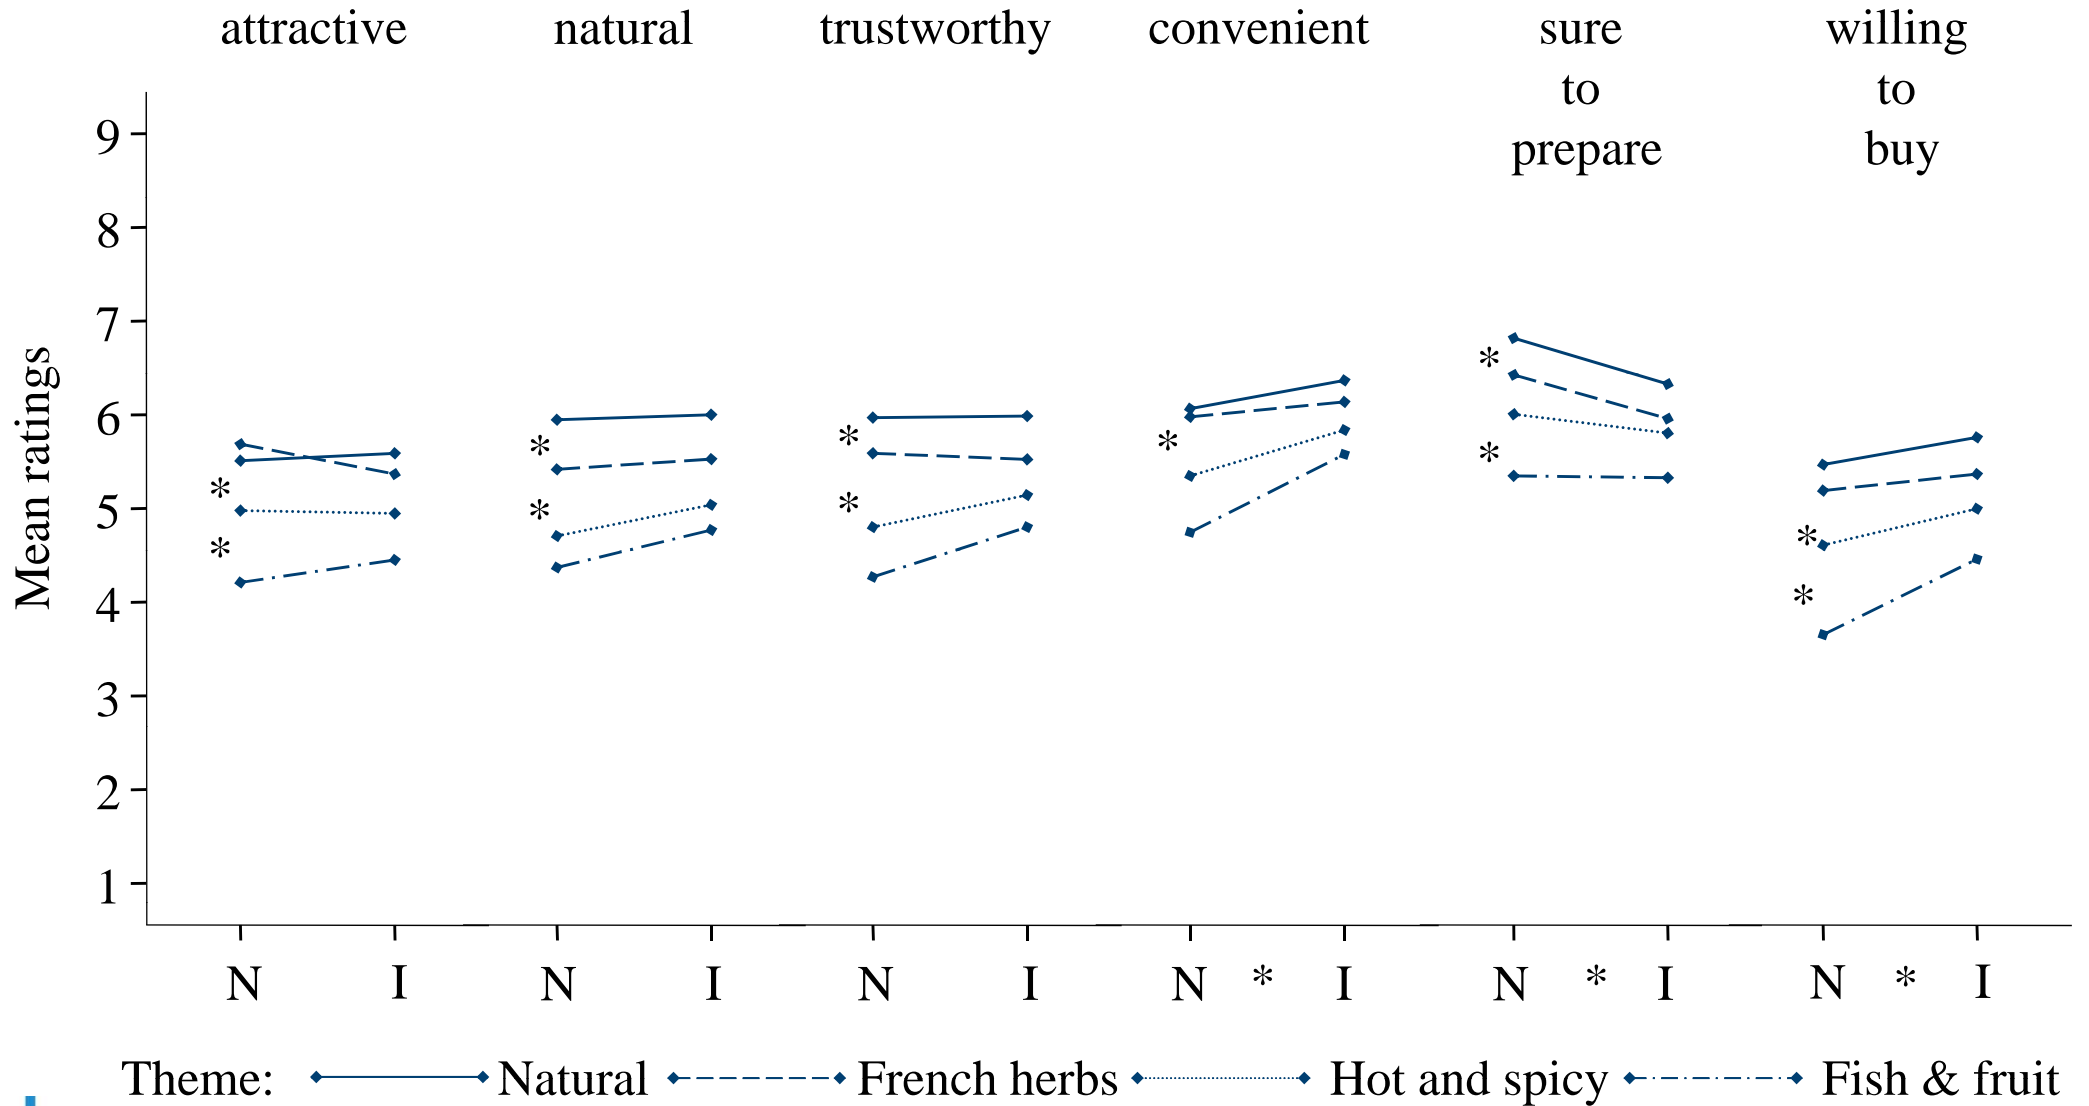 attractive natural trustworthy convenient sure willing
to to
prepare buy
9
8
7
*
6
* * *
*
* *
5 * *
*
*
4
3
2
1
Mean ratings
N I N I N I N * I N * I N * I
Theme: Natural French herbs Hot and spicy Fish & fruit